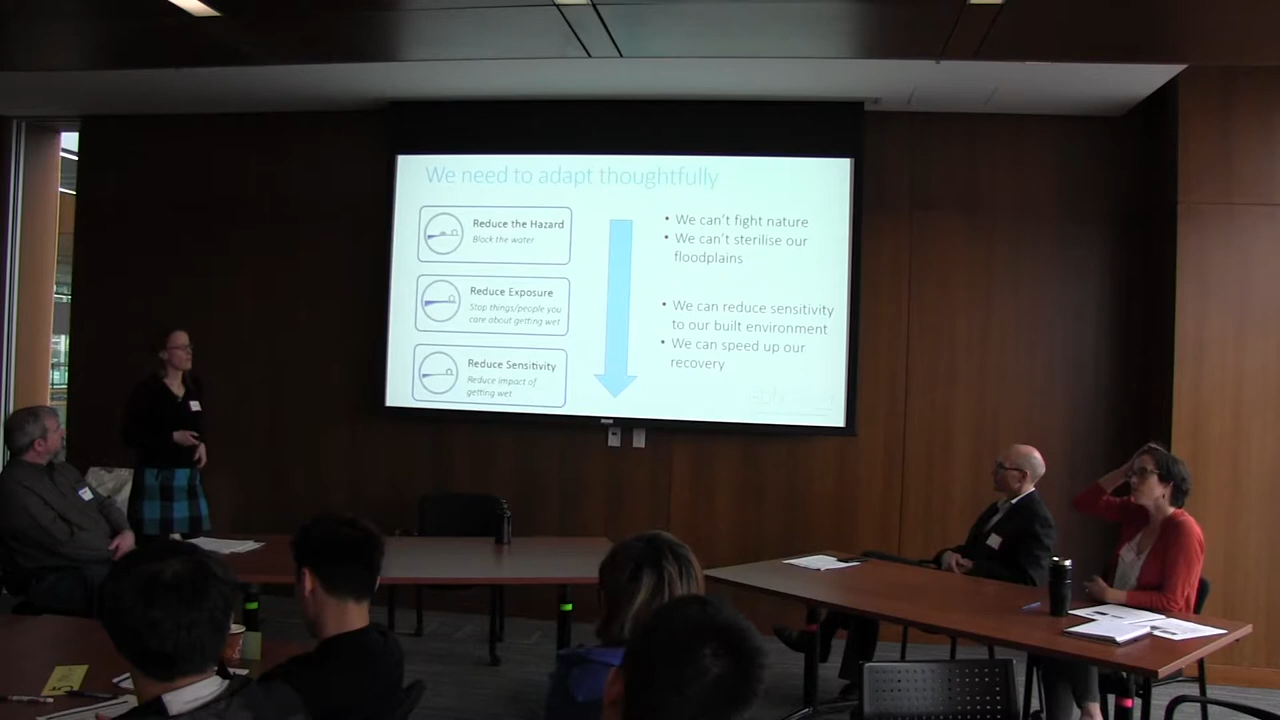 We need to adapt thoughtfully
Reduce the Hazard
Block the water
Reduce Exposure
Stop things/people you
care about getting wet
Reduce Sensitivity
Reduce impact of
getting wet
• We can't fight nature
• We can't sterilise our
floodplains
• We can reduce sensitivity
to our built environment
• We can speed up our
recovery